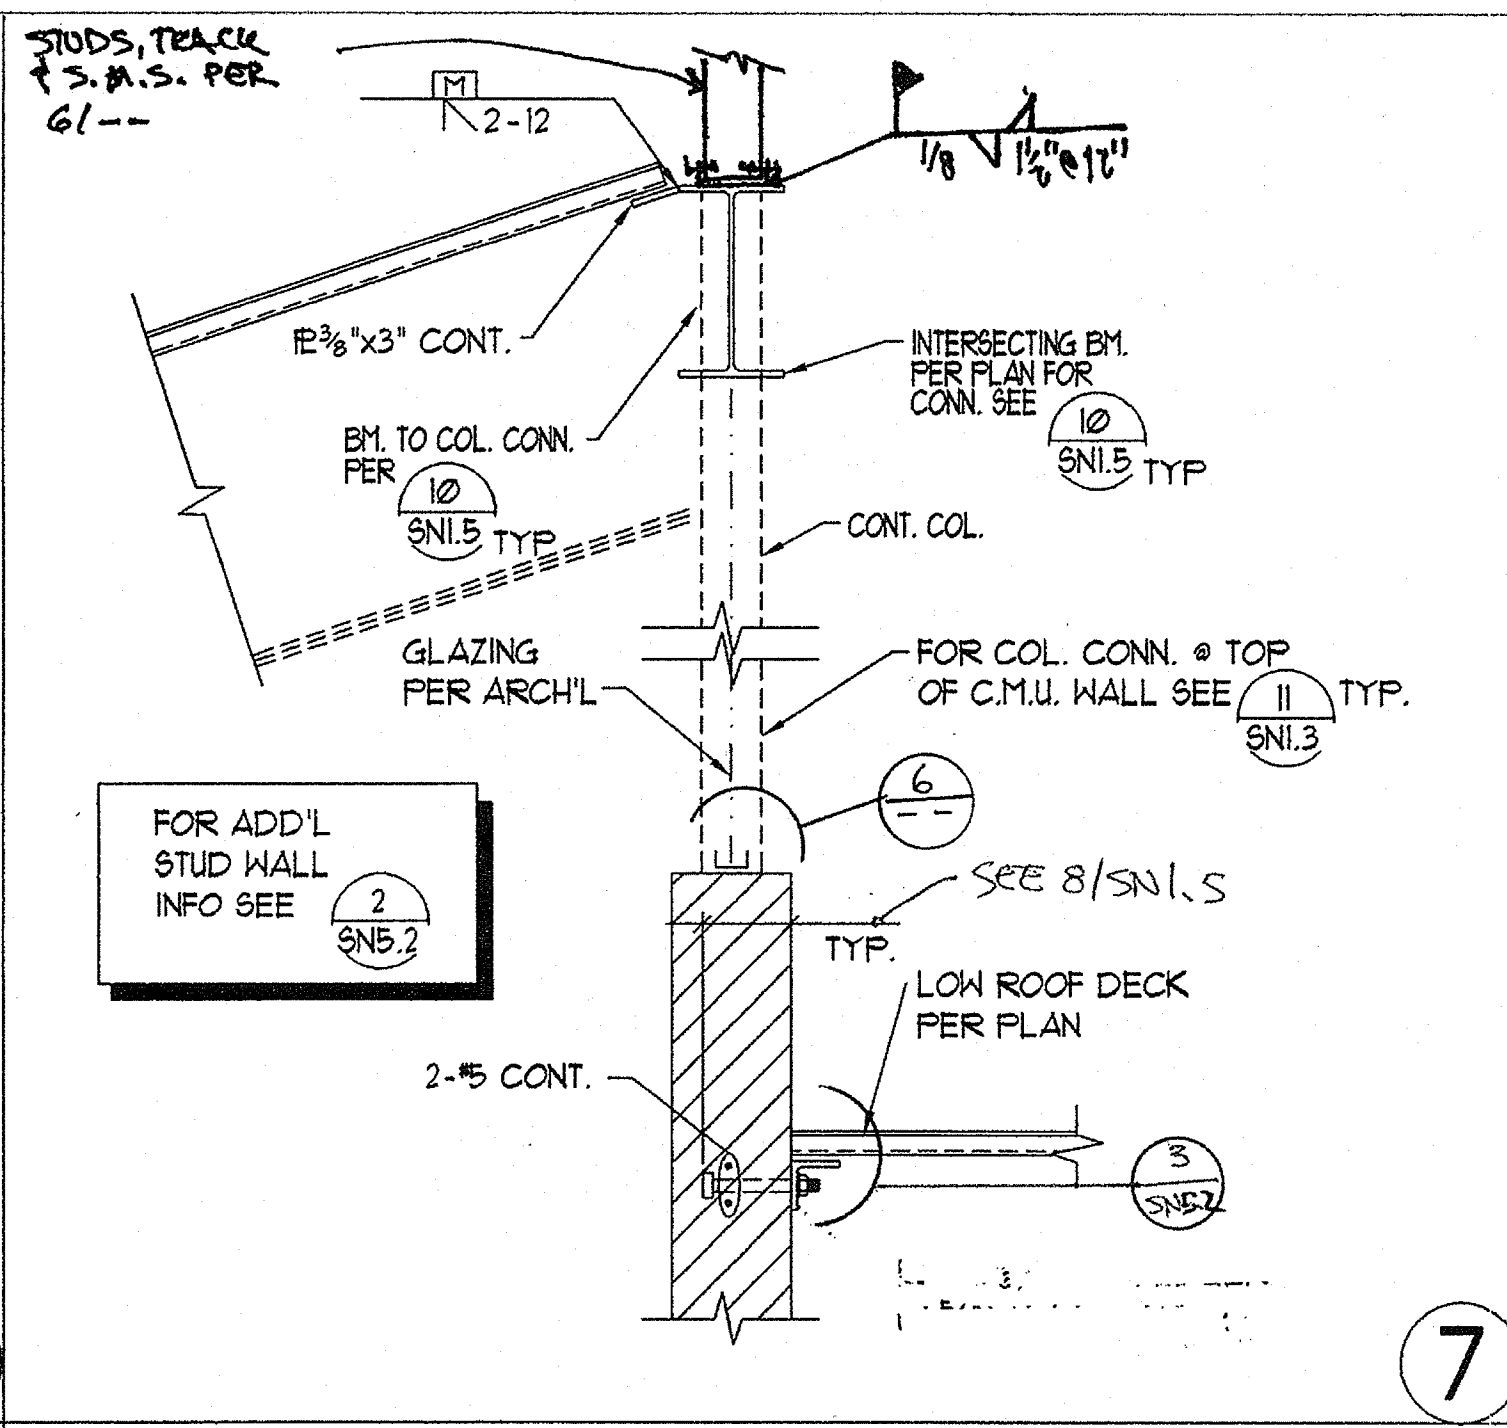 STUDS, TRACK
& S.M.S. PER
6/--
M
2-12
1/8
1½"@12"
PL 3/8"x3" CONT.
INTERSECTING BM.
PER PLAN FOR
CONN. SEE
10
SN1.5 TYP
BM. TO COL. CONN.
PER
10
SN1.5 TYP
CONT. COL.
GLAZING
PER ARCH'L
FOR COL. CONN. @ TOP
OF C.M.U. WALL SEE
11
SN1.3
TYP.
6
--
FOR ADD'L
STUD WALL
INFO SEE
2
SN5.2
SEE 8/SN1.5
TYP.
LOW ROOF DECK
PER PLAN
2-#5 CONT.
3
SN5.2
7